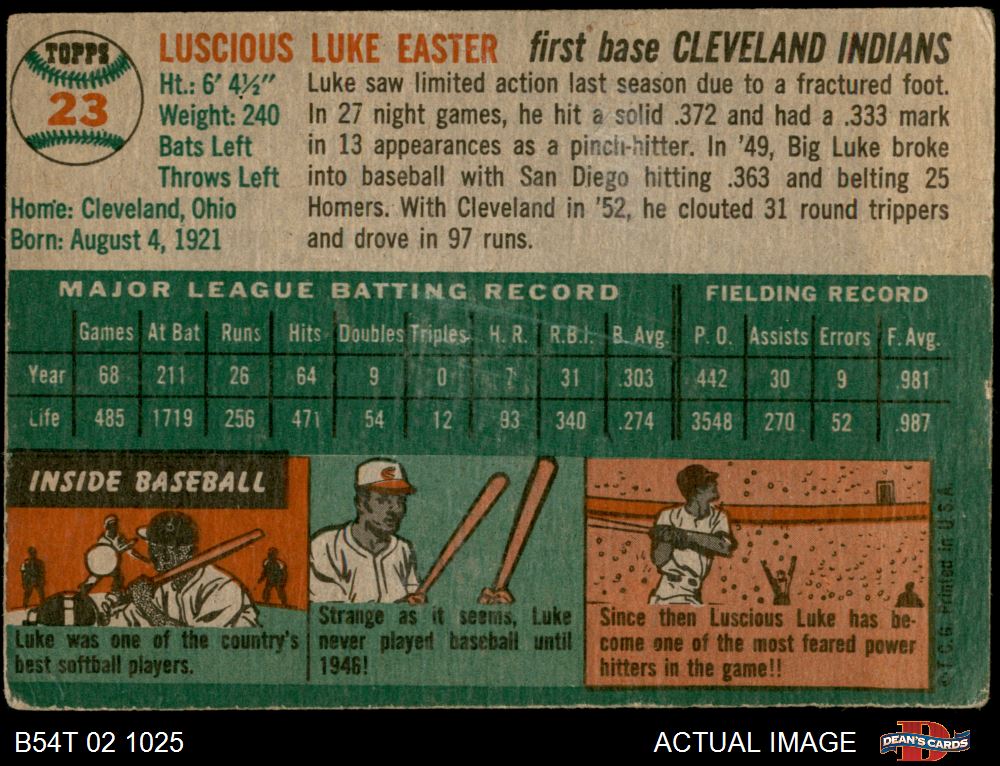 TOPPS
23
LUSCIOUS LUKE EASTER first base CLEVELAND INDIANS
Ht.: 6' 4½"
Weight: 240
Bats Left
Throws Left
Home: Cleveland, Ohio
Born: August 4, 1921
Luke saw limited action last season due to a fractured foot.
In 27 night games, he hit a solid .372 and had a .333 mark
in 13 appearances as a pinch-hitter. In '49, Big Luke broke
into baseball with San Diego hitting .363 and belting 25
Homers. With Cleveland in '52, he clouted 31 round trippers
and drove in 97 runs.
MAJOR LEAGUE BATTING RECORD FIELDING RECORD
Games At Bat Runs Hits Doubles Triples H. R. R.B.I. B. Avg. P. O. Assists Errors F. Avg.
Year 68 211 26 64 9 0 7 31 .303 442 30 9 .981
Life 485 1719 256 471 54 12 93 340 .274 3548 270 52 .987
INSIDE BASEBALL
Luke was one of the country's
best softball players.
C
Strange as it seems, Luke
never played baseball until
1946!
Since then Luscious Luke has be-
come one of the most feared power
hitters in the game!!
© T.C.G. Printed in U.S.A.
B54T 02 1025
ACTUAL IMAGE
D
DEAN'S CARDS